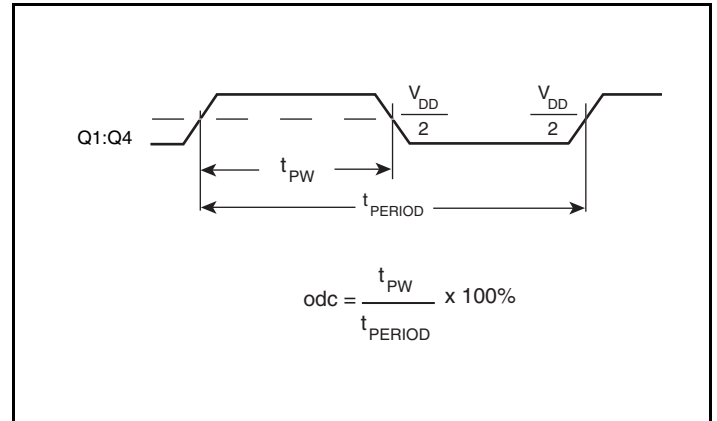 V_DD V_DD
2 2
Q1:Q4
t_PW
t_PERIOD
t_PW
odc = x 100%
t_PERIOD